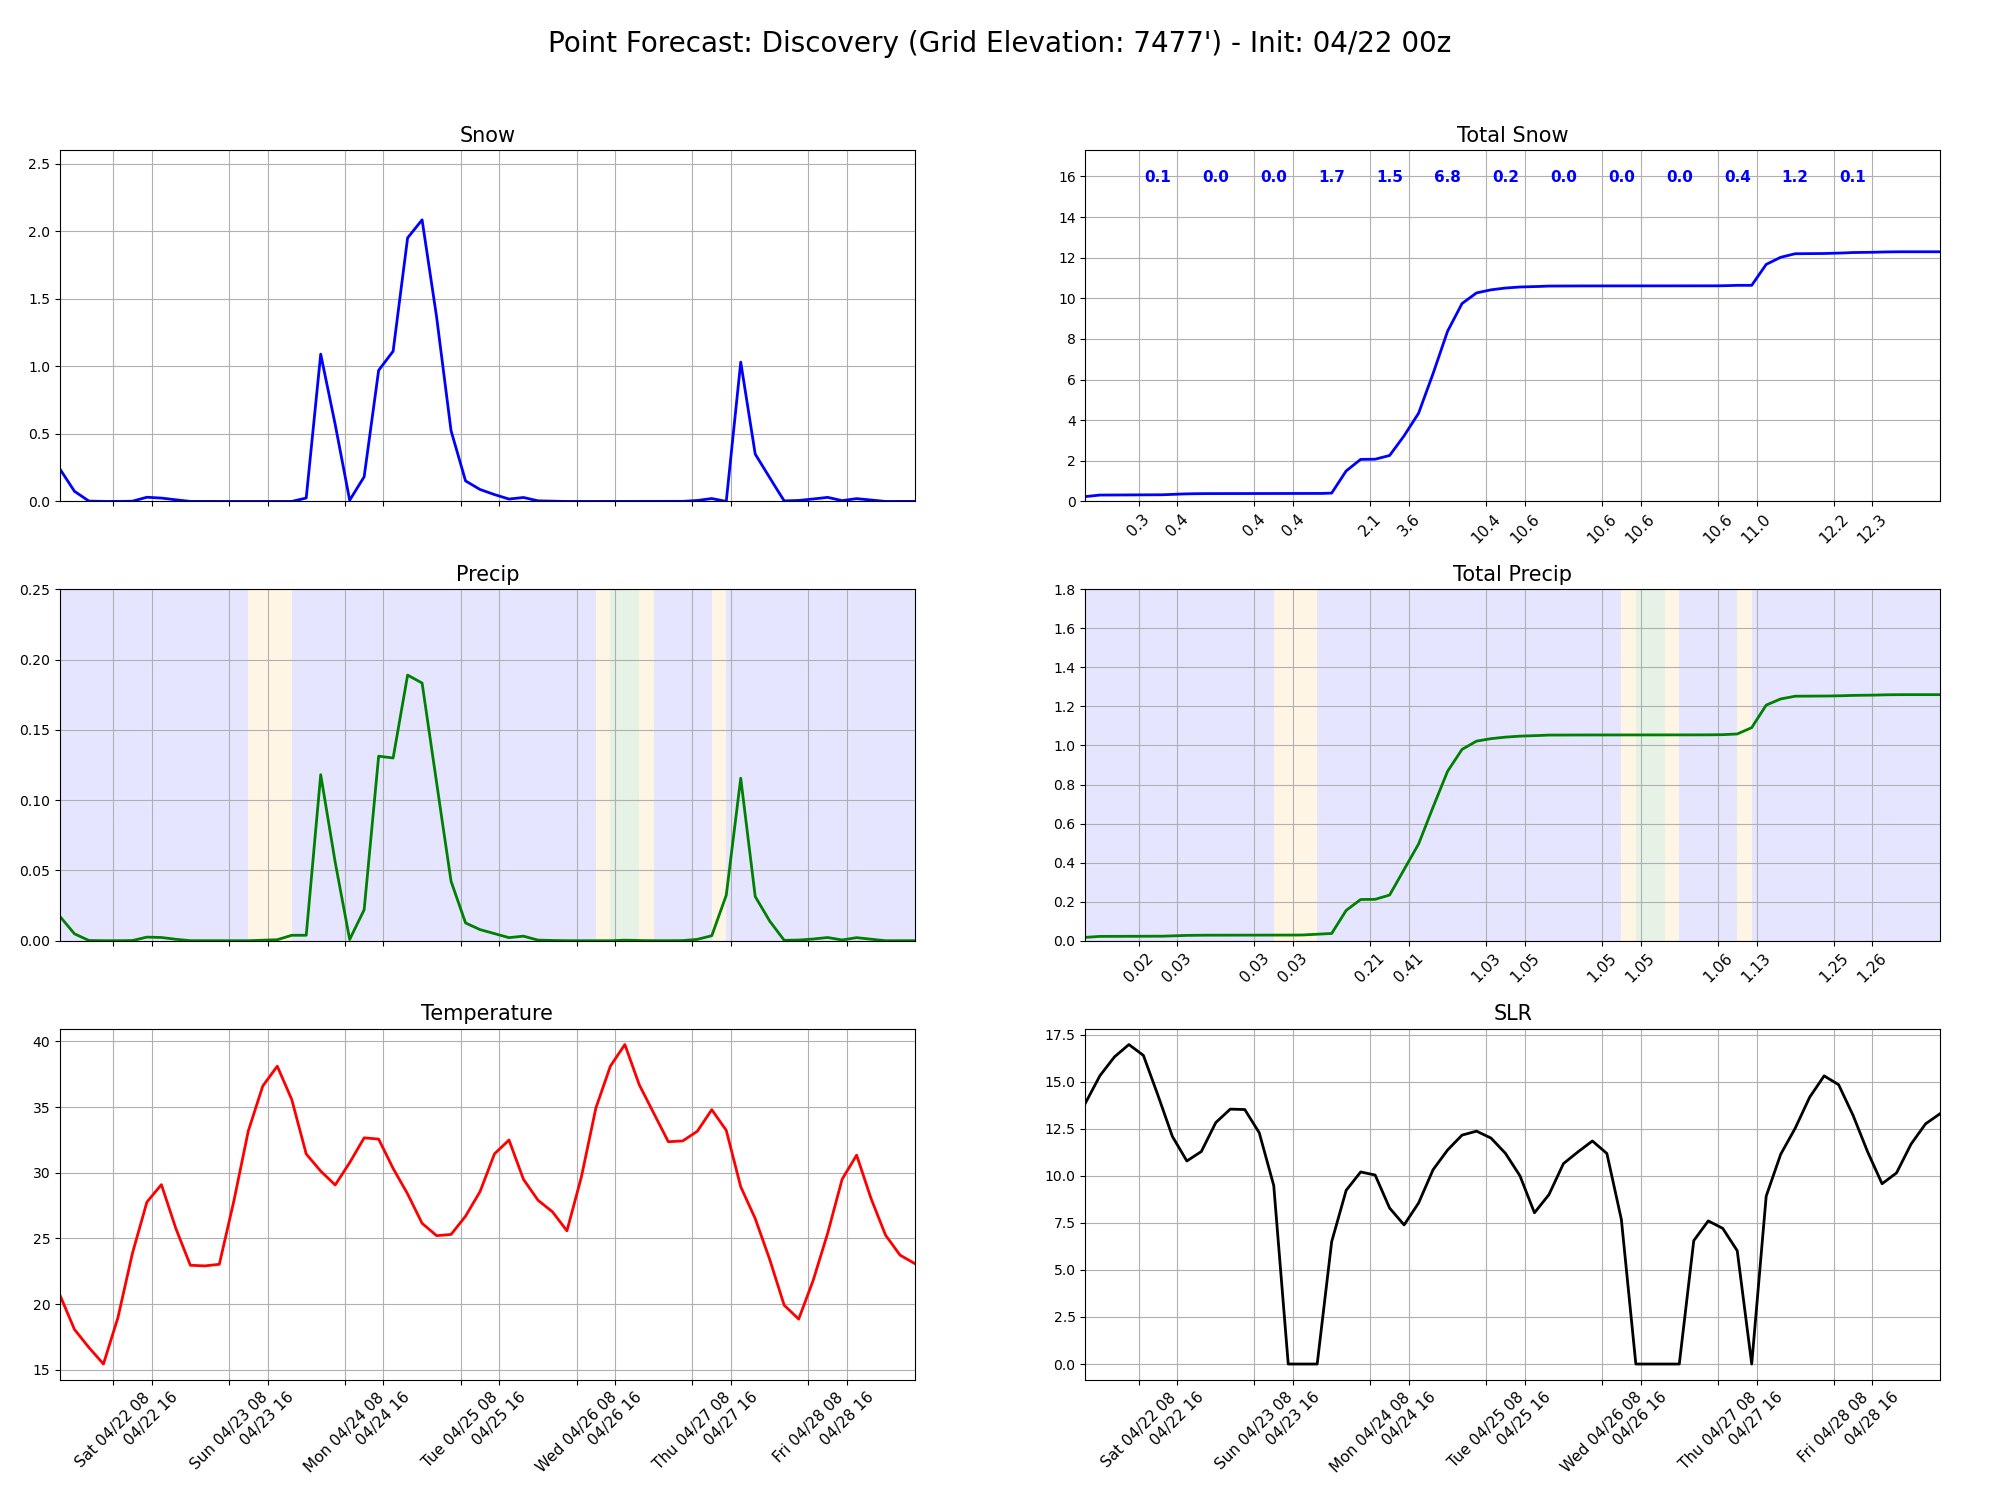 Point Forecast: Discovery (Grid Elevation: 7477') - Init: 04/22 00z
Snow
2.5
2.0
1.5
1.0
0.5
0.0
Total Snow
0.1 0.0 0.0 1.7 1.5 6.8 0.2 0.0 0.0 0.0 0.4 1.2 0.1
16
14
12
10
8
6
4
2
0
0.3 0.4 0.4 0.4 2.1 3.6 10.4 10.6 10.6 10.6 10.6 11.0 12.2 12.3
Precip
0.25
0.20
0.15
0.10
0.05
0.00
Total Precip
1.8
1.6
1.4
1.2
1.0
0.8
0.6
0.4
0.2
0.0
0.02 0.03 0.03 0.03 0.21 0.41 1.03 1.05 1.05 1.05 1.06 1.13 1.25 1.26
Temperature
40
35
30
25
20
15
Sat 04/22 08
04/22 16
Sun 04/23 08
04/23 16
Mon 04/24 08
04/24 16
Tue 04/25 08
04/25 16
Wed 04/26 08
04/26 16
Thu 04/27 08
04/27 16
Fri 04/28 08
04/28 16
SLR
17.5
15.0
12.5
10.0
7.5
5.0
2.5
0.0
Sat 04/22 08
04/22 16
Sun 04/23 08
04/23 16
Mon 04/24 08
04/24 16
Tue 04/25 08
04/25 16
Wed 04/26 08
04/26 16
Thu 04/27 08
04/27 16
Fri 04/28 08
04/28 16